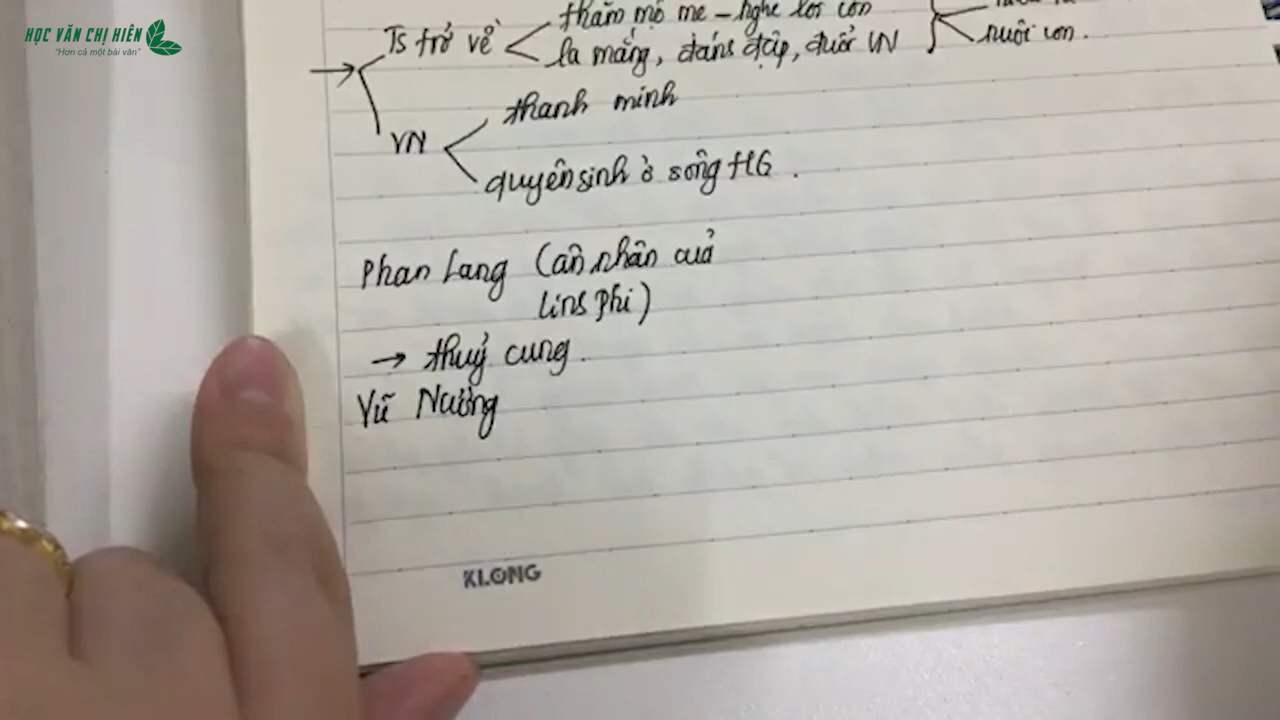 HỌC VĂN CHỊ HIÊN
"Hơn cả một bài văn"
thăm mộ mẹ – nghe lời con
TS trở về
la mắng, đánh đập, đuổi VN
nuôi con.
thanh minh
VN
quyên sinh ở sông HG.
Phan Lang (ân nhân của
Linh Phi)
→ thuỷ cung.
Vũ Nương
KLONG